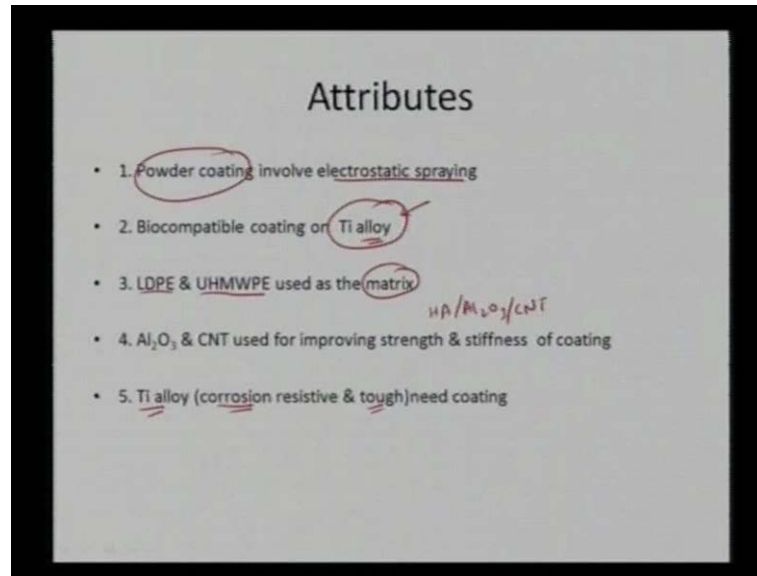 Attributes
• 1. Powder coating involve electrostatic spraying
• 2. Biocompatible coating on Ti alloy
• 3. LDPE & UHMWPE used as the matrix
HA/Al₂O₃/CNT
• 4. Al₂O₃ & CNT used for improving strength & stiffness of coating
• 5. Ti alloy (corrosion resistive & tough)need coating